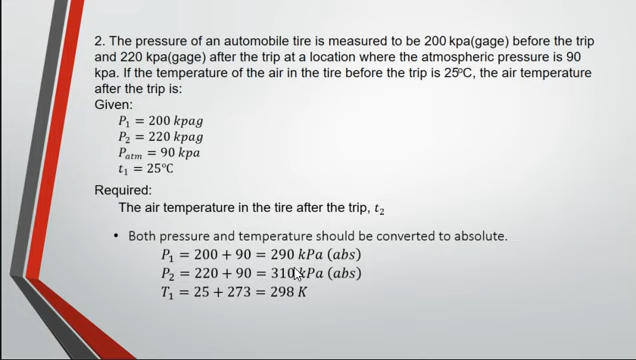 2. The pressure of an automobile tire is measured to be 200 kpa(gage) before the trip
and 220 kpa(gage) after the trip at a location where the atmospheric pressure is 90
kpa. If the temperature of the air in the tire before the trip is 25ºC, the air temperature
after the trip is:
Given:
P₁ = 200 kpag
P₂ = 220 kpag
Pₐₜₘ = 90 kpa
t₁ = 25℃
Required:
The air temperature in the tire after the trip, t₂
• Both pressure and temperature should be converted to absolute.
P₁ = 200 + 90 = 290 kPa (abs)
P₂ = 220 + 90 = 310 kPa (abs)
T₁ = 25 + 273 = 298 K